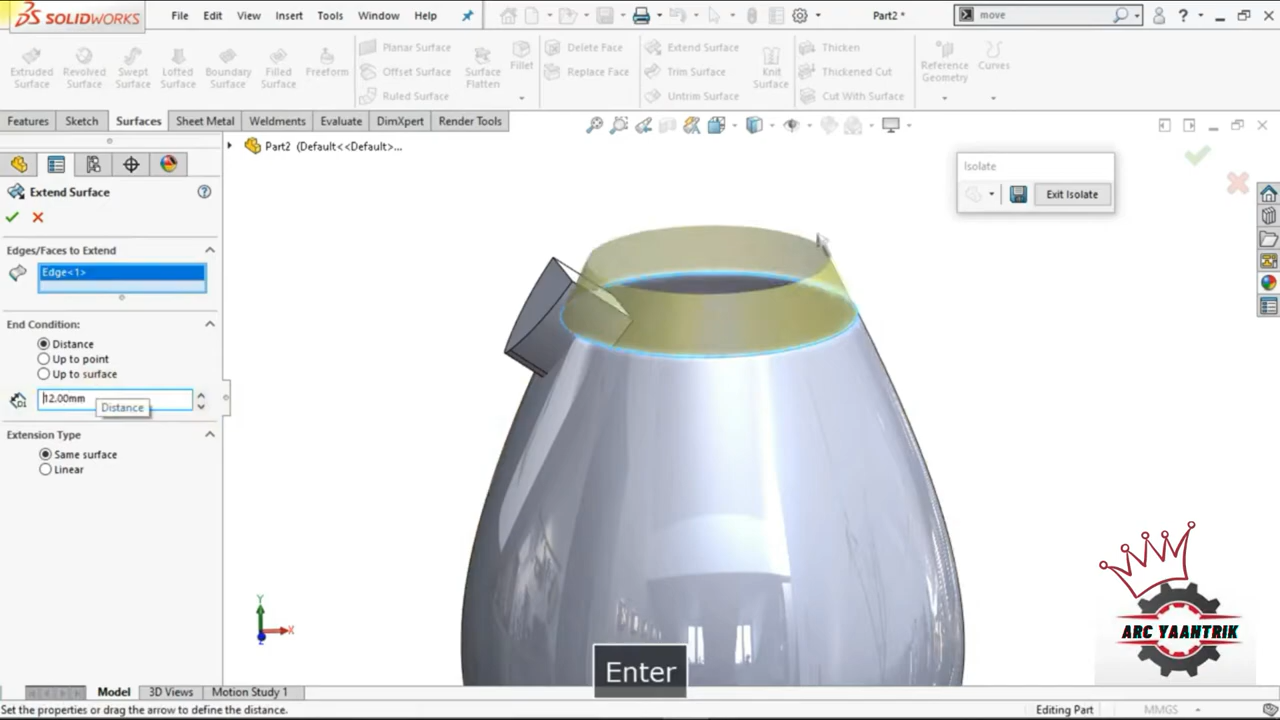 SOLIDWORKS
File Edit View Insert Tools Window Help
Part2 *
move
Extruded Surface
Revolved Surface
Swept Surface
Lofted Surface
Boundary Surface
Filled Surface
Freeform
Planar Surface
Offset Surface
Ruled Surface
Surface Flatten
Fillet
Delete Face
Replace Face
Extend Surface
Trim Surface
Untrim Surface
Knit Surface
Thicken
Thickened Cut
Cut With Surface
Reference Geometry
Curves
Features Sketch Surfaces Sheet Metal Weldments Evaluate DimXpert Render Tools
Part2 (Default<<Default>...
Isolate
Exit Isolate
Extend Surface
Edges/Faces to Extend
Edge<1>
End Condition:
Distance
Up to point
Up to surface
12.00mm
Distance
Extension Type
Same surface
Linear
Y
X
Z
Enter
ARC YAANTRIK
Model 3D Views Motion Study 1
Set the properties or drag the arrow to define the distance.
Editing Part
MMGS